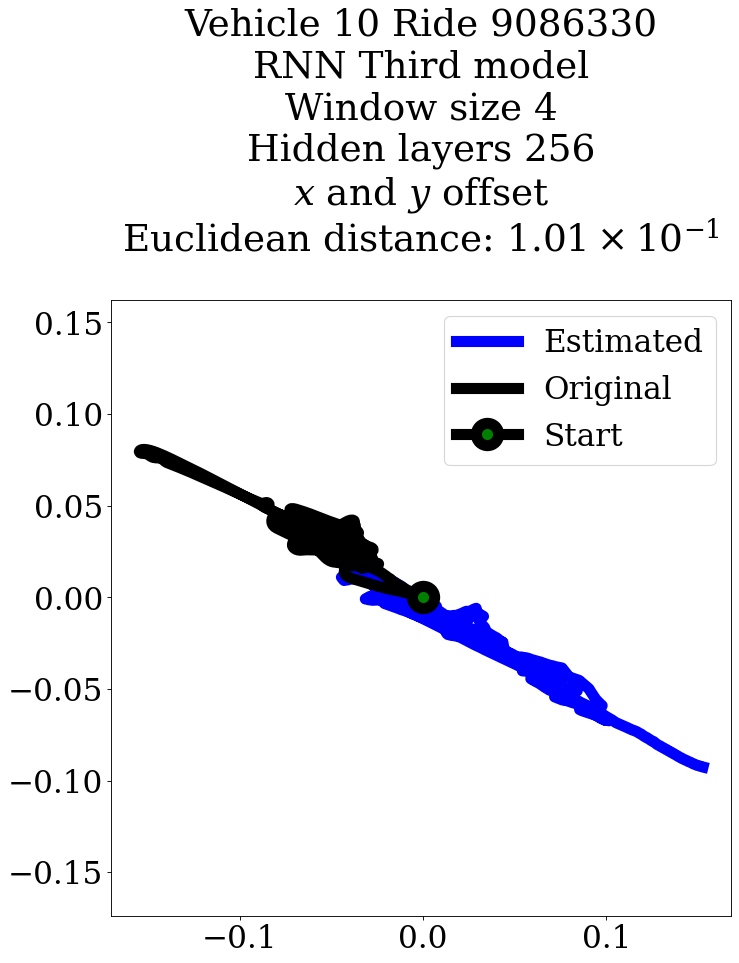 Vehicle 10 Ride 9086330
RNN Third model
Window size 4
Hidden layers 256
x and y offset
Euclidean distance: 1.01 × 10⁻¹
Estimated
Original
Start
0.15
0.10
0.05
0.00
−0.05
−0.10
−0.15
−0.1
0.0
0.1